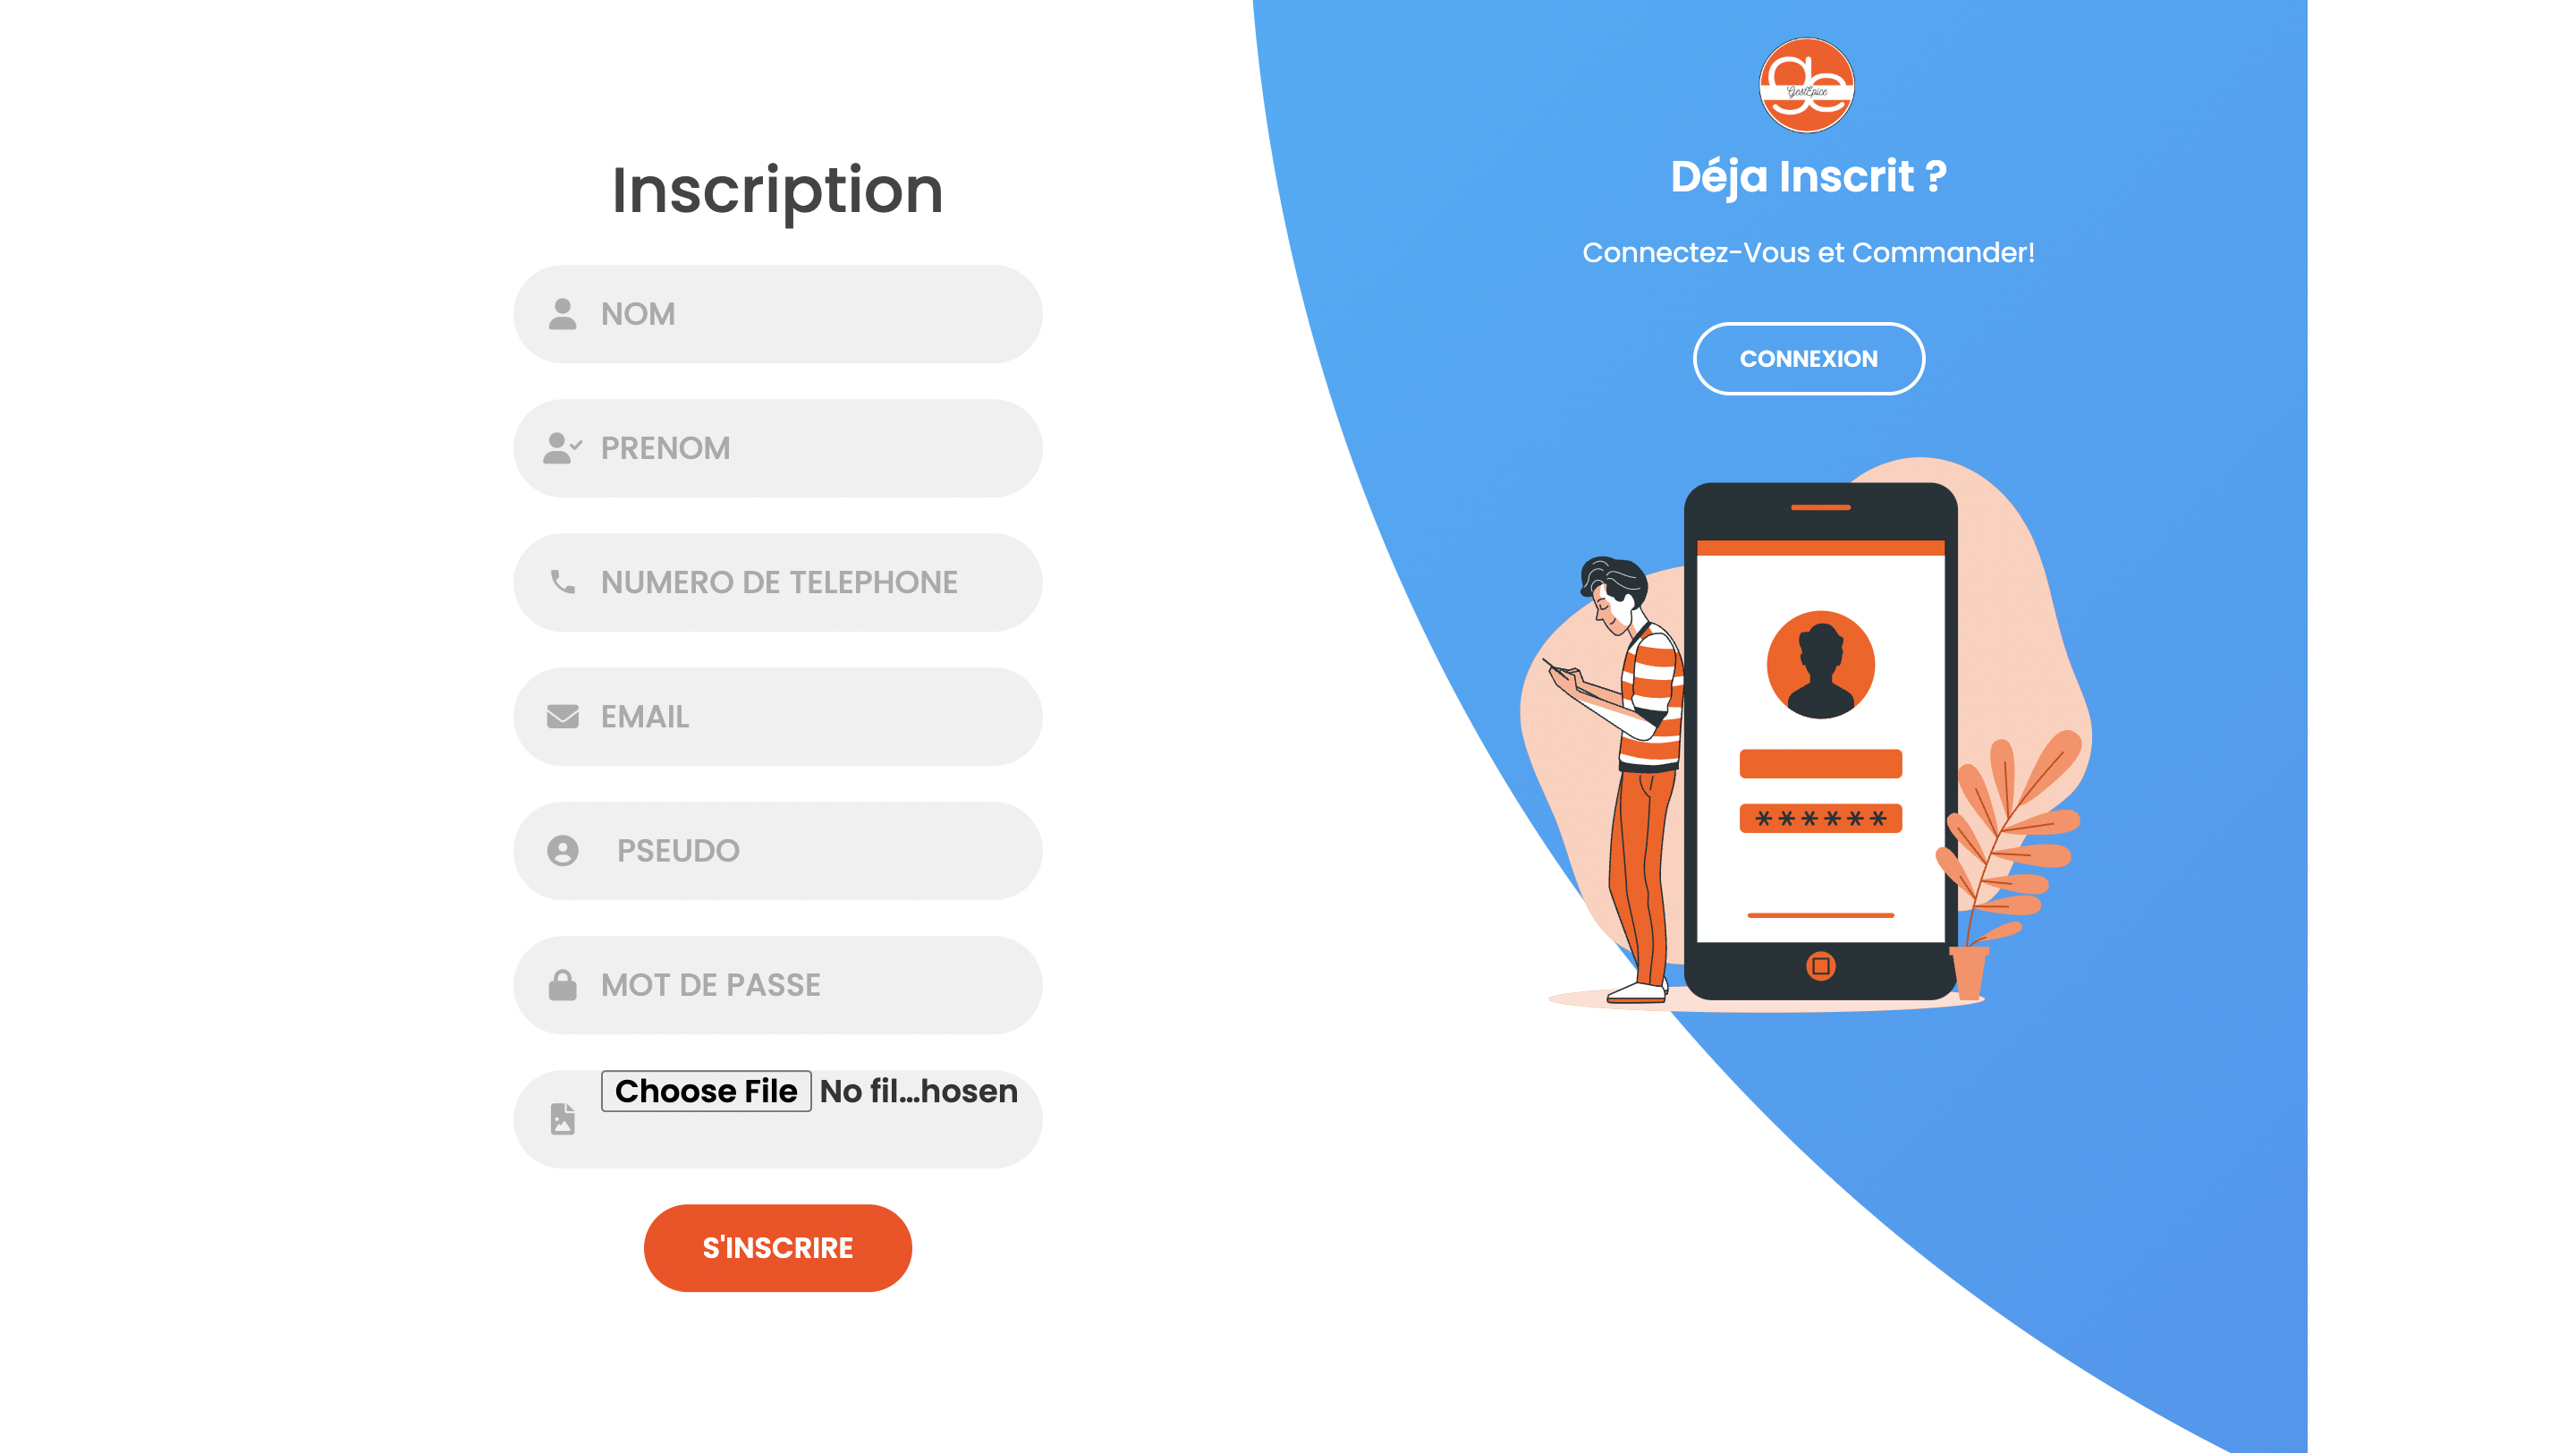 Inscription
NOM
PRENOM
NUMERO DE TELEPHONE
EMAIL
PSEUDO
MOT DE PASSE
Choose File No fil...hosen
S'INSCRIRE
GestEpice
Déja Inscrit ?
Connectez-Vous et Commander!
CONNEXION
******